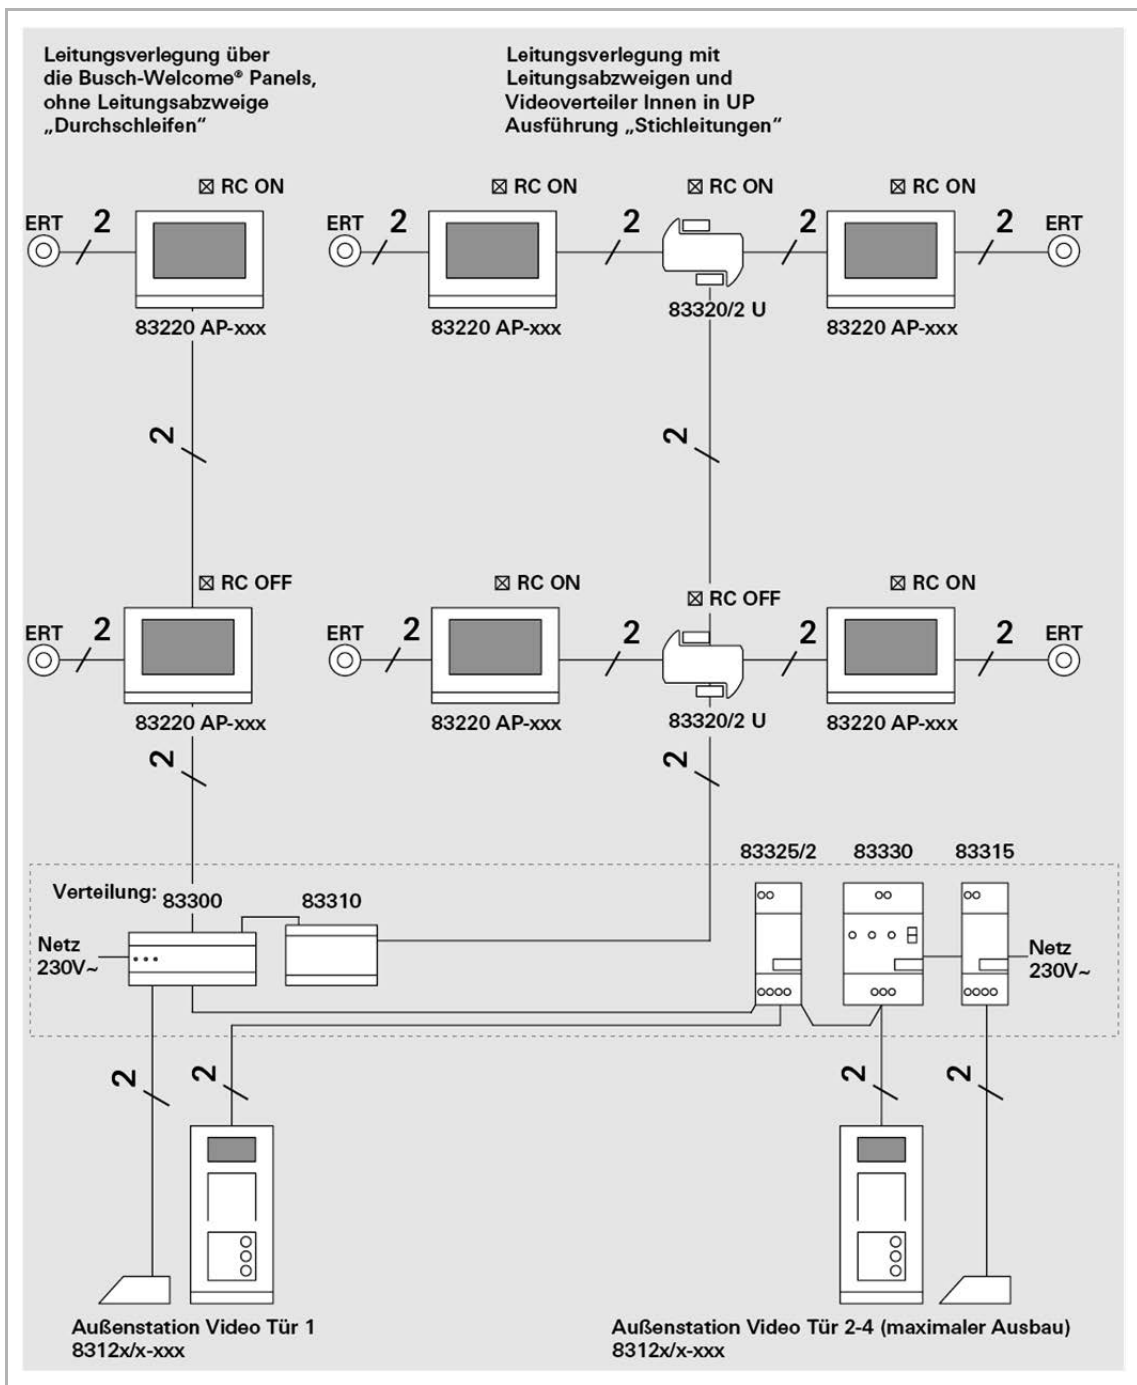 Leitungsverlegung über
die Busch-Welcome® Panels,
ohne Leitungsabzweige
„Durchschleifen“
Leitungsverlegung mit
Leitungsabzweigen und
Videoverteiler Innen in UP
Ausführung „Stichleitungen“
RC ON
RC ON
RC ON
RC ON
ERT
2
ERT
2
2
2
2
ERT
83220 AP-xxx
83220 AP-xxx
83320/2 U
83220 AP-xxx
2
2
RC OFF
RC ON
RC OFF
RC ON
ERT
2
ERT
2
2
2
2
ERT
83220 AP-xxx
83220 AP-xxx
83320/2 U
83220 AP-xxx
2
2
83325/2
83330
83315
Verteilung:
83300
83310
Netz
230V~
Netz
230V~
2
2
2
2
Außenstation Video Tür 1
8312x/x-xxx
Außenstation Video Tür 2-4 (maximaler Ausbau)
8312x/x-xxx